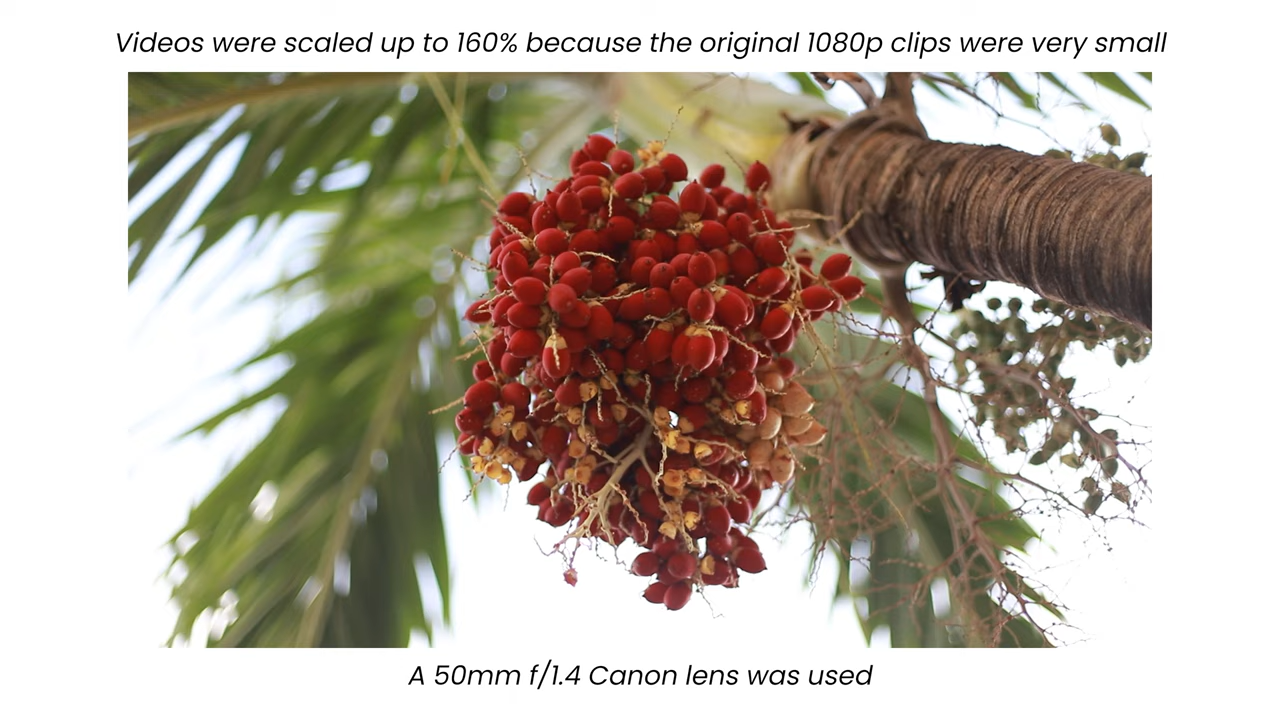 Videos were scaled up to 160% because the original 1080p clips were very small
A 50mm f/1.4 Canon lens was used